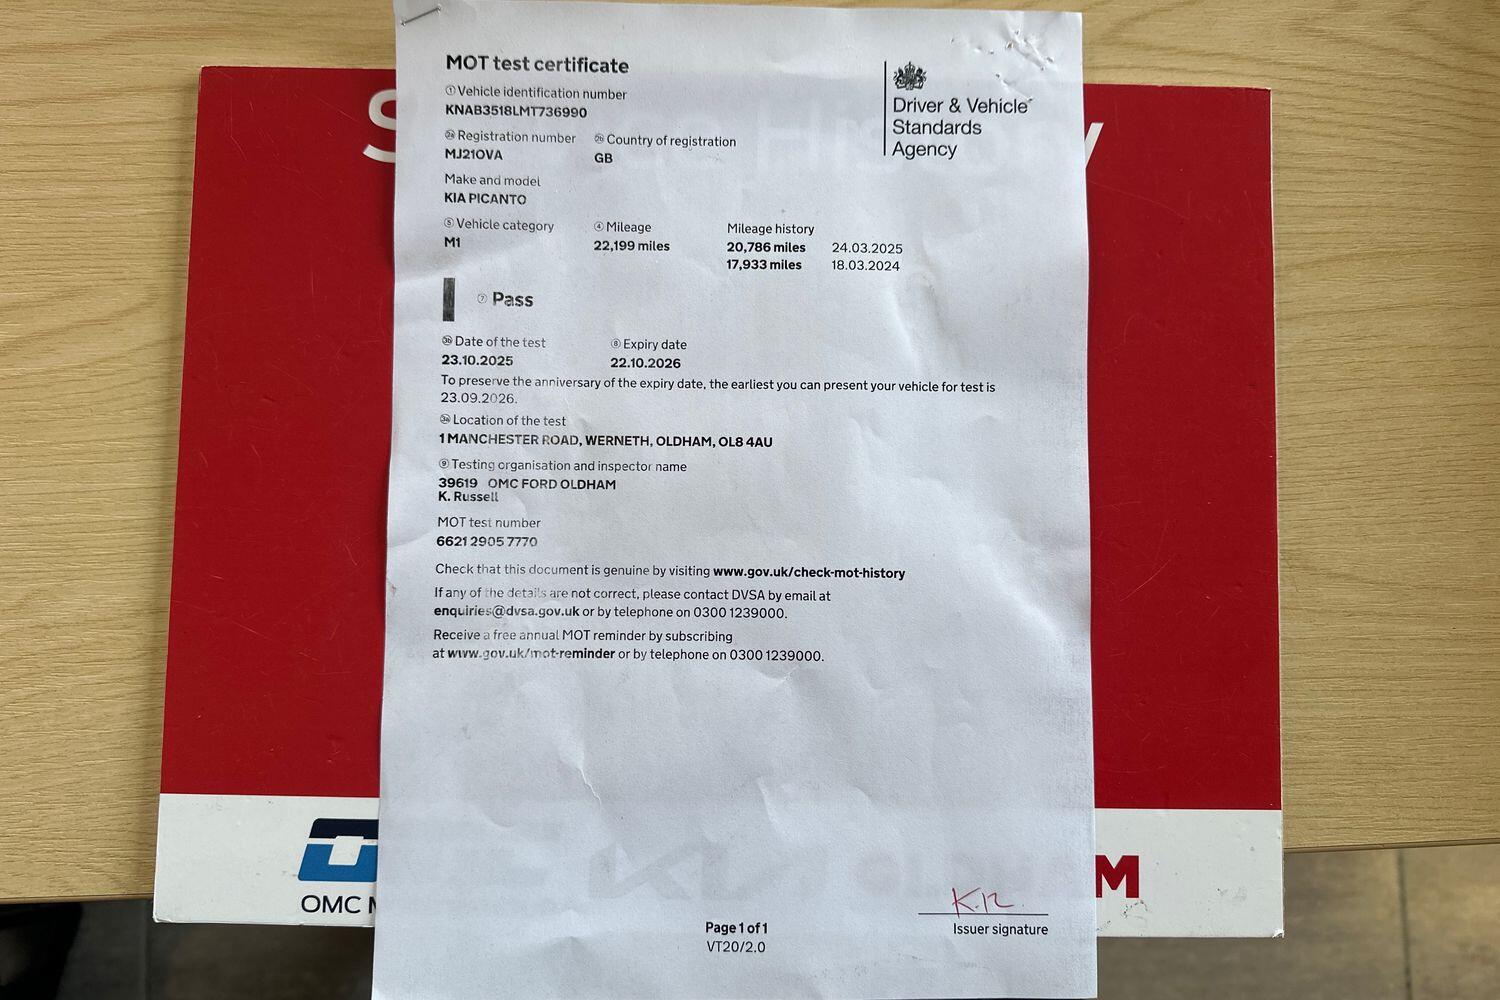 MOT test certificate
① Vehicle identification number
KNAB3518LMT736990
2a Registration number
MJ21OVA
2b Country of registration
GB
Make and model
KIA PICANTO
⑤ Vehicle category
M1
④ Mileage
22,199 miles
Mileage history
20,786 miles 24.03.2025
17,933 miles 18.03.2024
⑦ Pass
3b Date of the test
23.10.2025
⑧ Expiry date
22.10.2026
To preserve the anniversary of the expiry date, the earliest you can present your vehicle for test is
23.09.2026.
3a Location of the test
1 MANCHESTER ROAD, WERNETH, OLDHAM, OL8 4AU
⑨ Testing organisation and inspector name
39619 OMC FORD OLDHAM
K. Russell
MOT test number
6621 2905 7770
Check that this document is genuine by visiting www.gov.uk/check-mot-history
If any of the details are not correct, please contact DVSA by email at
enquiries@dvsa.gov.uk or by telephone on 0300 1239000.
Receive a free annual MOT reminder by subscribing
at www.gov.uk/mot-reminder or by telephone on 0300 1239000.
Driver & Vehicle
Standards
Agency
K.R.
Issuer signature
Page 1 of 1
VT20/2.0
OMC